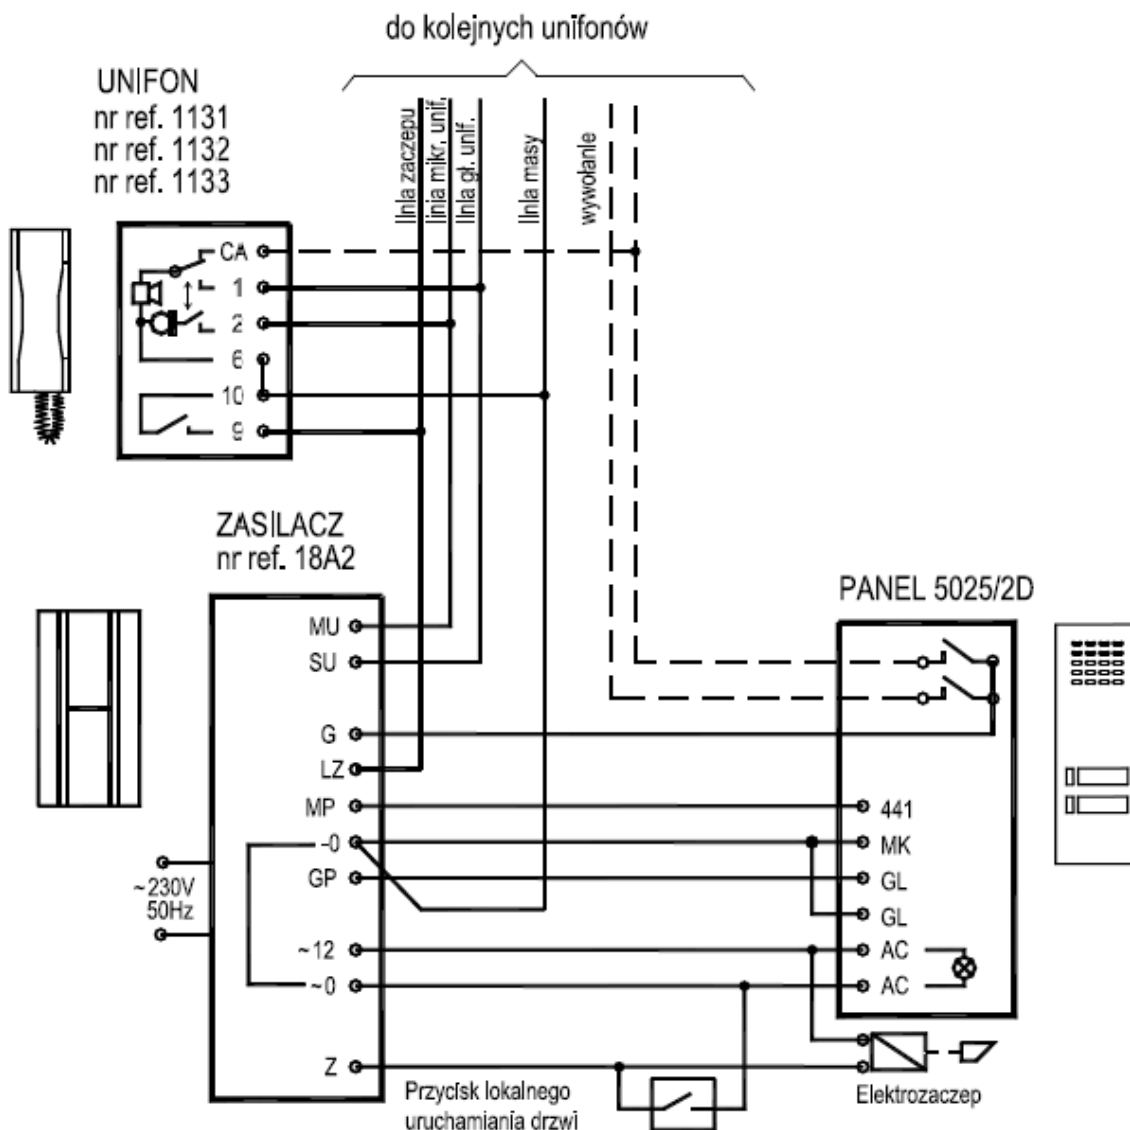 do kolejnych unifonów
UNIFON
nr ref. 1131
nr ref. 1132
nr ref. 1133
linia zaczepu
linia mikr. unif.
linia gł. unif.
linia masy
wywołanie
CA
1
2
6
10
9
ZASILACZ
nr ref. 18A2
PANEL 5025/2D
MU
SU
G
LZ
MP
-0
GP
~12
~0
Z
~230V
50Hz
441
MK
GL
GL
AC
AC
Przycisk lokalnego
uruchamiania drzwi
Elektrozaczep